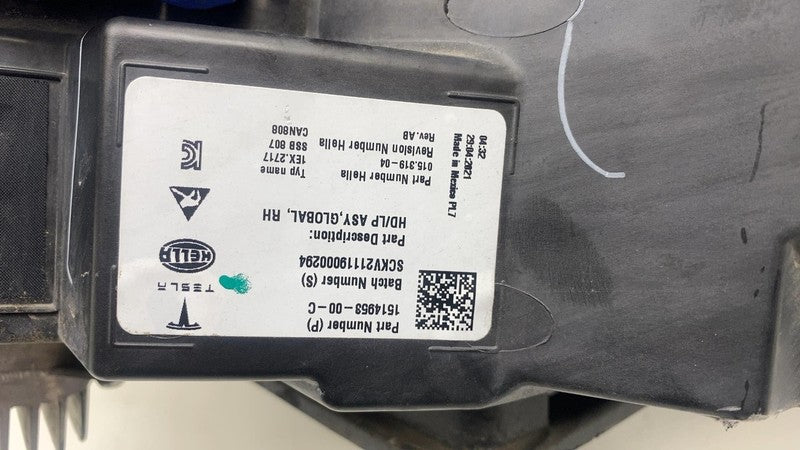 TESLA
HELLA
Part Number (P)
1514953-00-C
Batch Number (S)
SCKV21119000294
Part Description:
HD/LP ASY,GLOBAL, RH
Part Number Hella
015.319-04
Revision Number Hella
Rev.AB
Typ name
1EX.2717
SSB 807
CAN808
04:32
29:04:2021
Made in Mexico PL7